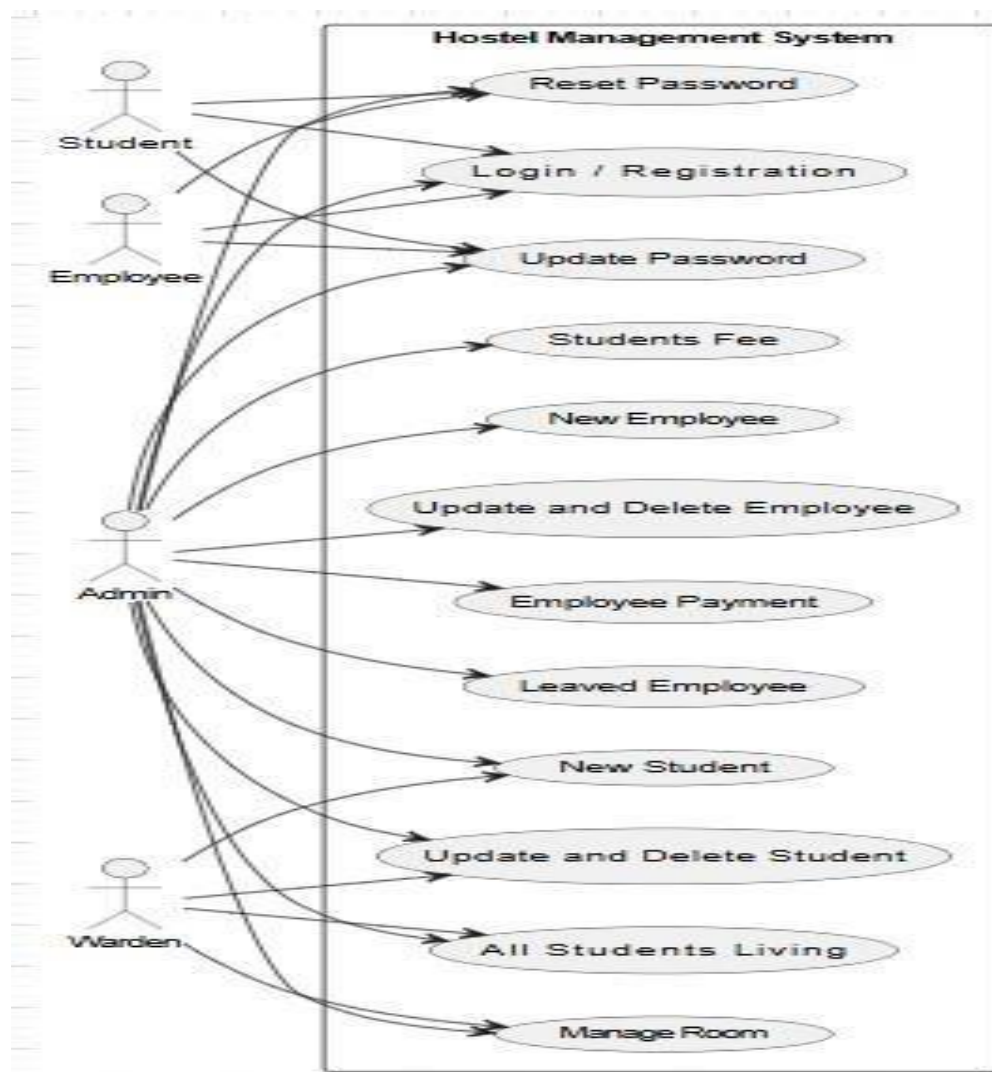 Hostel Management System
Reset Password
Student
Login / Registration
Employee
Update Password
Students Fee
New Employee
Update and Delete Employee
Admin
Employee Payment
Leaved Employee
New Student
Update and Delete Student
Warden
All Students Living
Manage Room